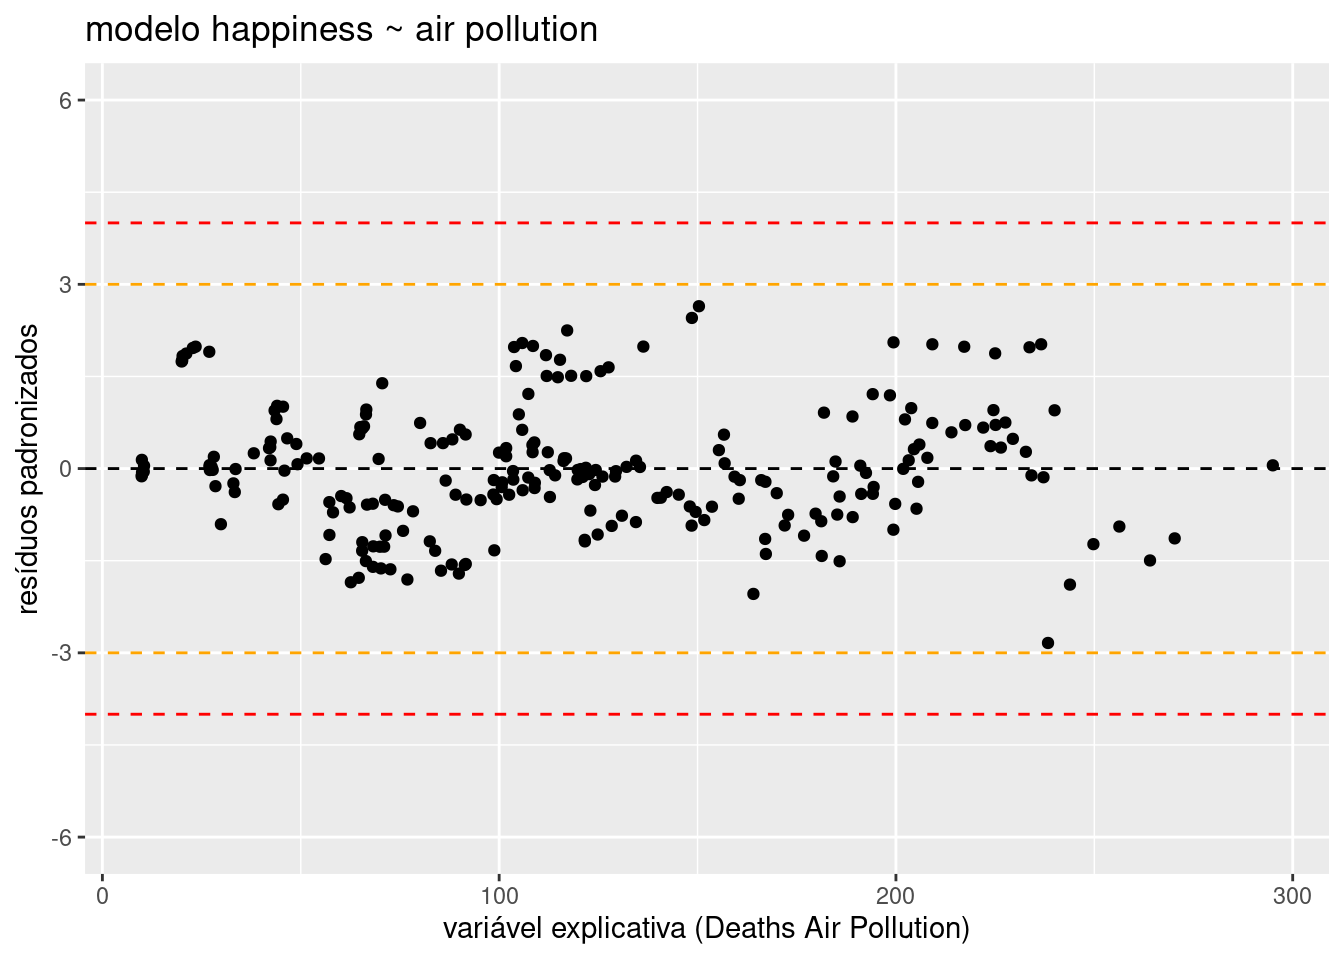 modelo happiness ~ air pollution
6
3
0
-3
-6
resíduos padronizados
0 100 200 300
variável explicativa (Deaths Air Pollution)